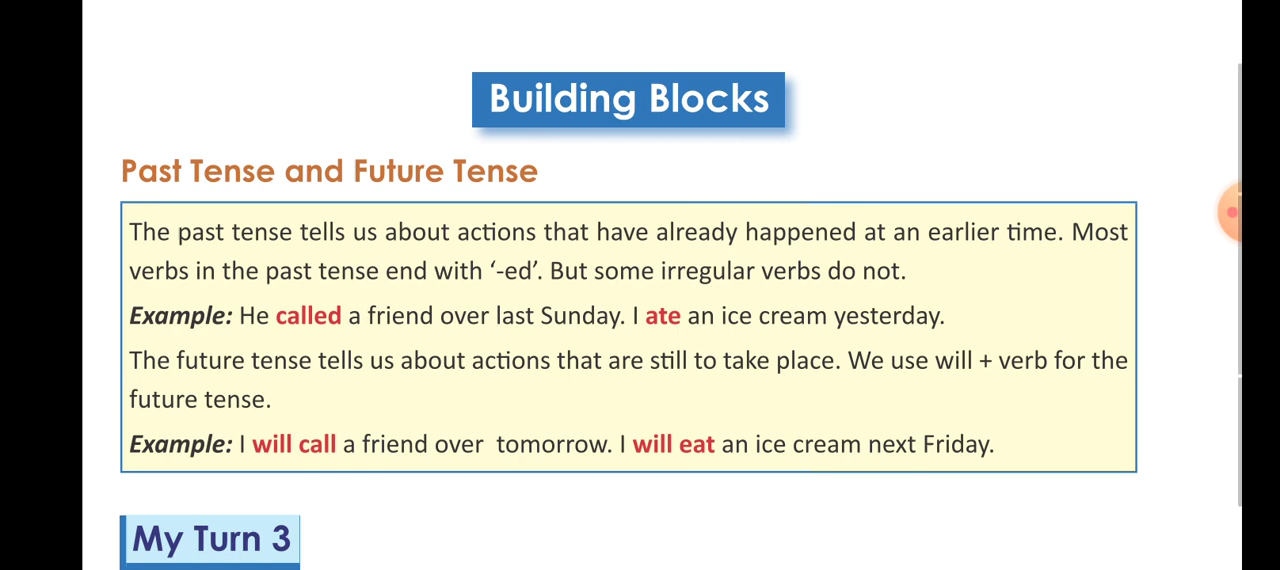 Building Blocks
Past Tense and Future Tense
The past tense tells us about actions that have already happened at an earlier time. Most
verbs in the past tense end with ‘-ed’. But some irregular verbs do not.
Example: He called a friend over last Sunday. I ate an ice cream yesterday.
The future tense tells us about actions that are still to take place. We use will + verb for the
future tense.
Example: I will call a friend over  tomorrow. I will eat an ice cream next Friday.
My Turn 3